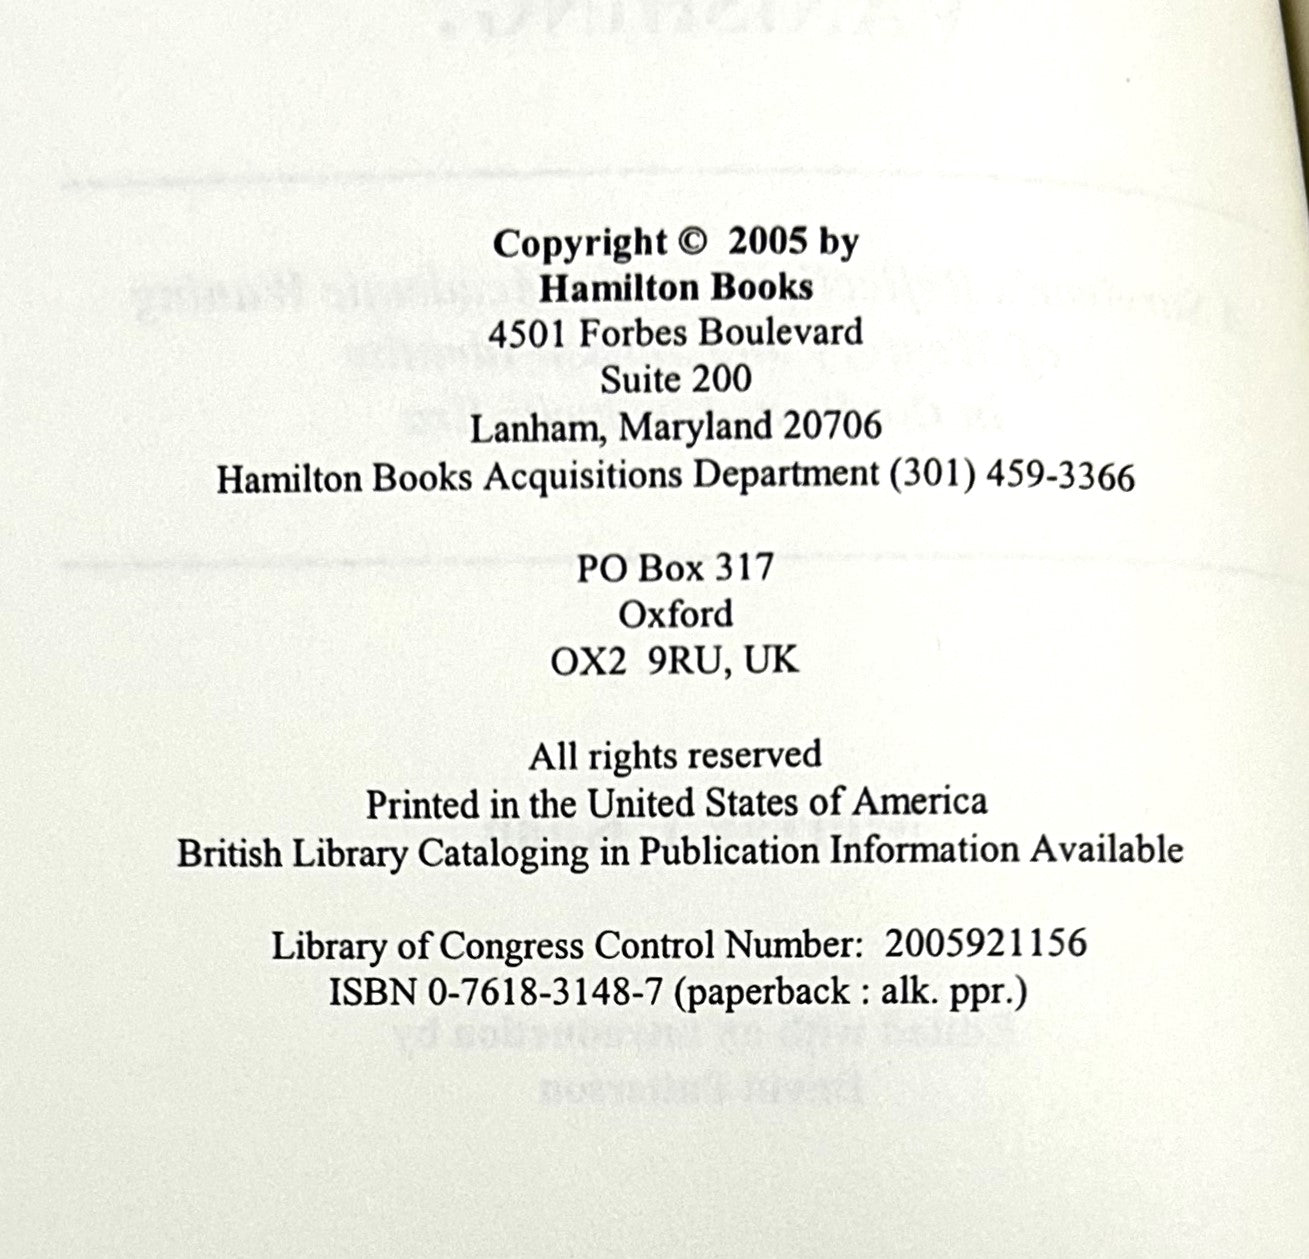 Copyright © 2005 by
Hamilton Books
4501 Forbes Boulevard
Suite 200
Lanham, Maryland 20706
Hamilton Books Acquisitions Department (301) 459-3366
PO Box 317
Oxford
OX2 9RU, UK
All rights reserved
Printed in the United States of America
British Library Cataloging in Publication Information Available
Library of Congress Control Number: 2005921156
ISBN 0-7618-3148-7 (paperback : alk. ppr.)